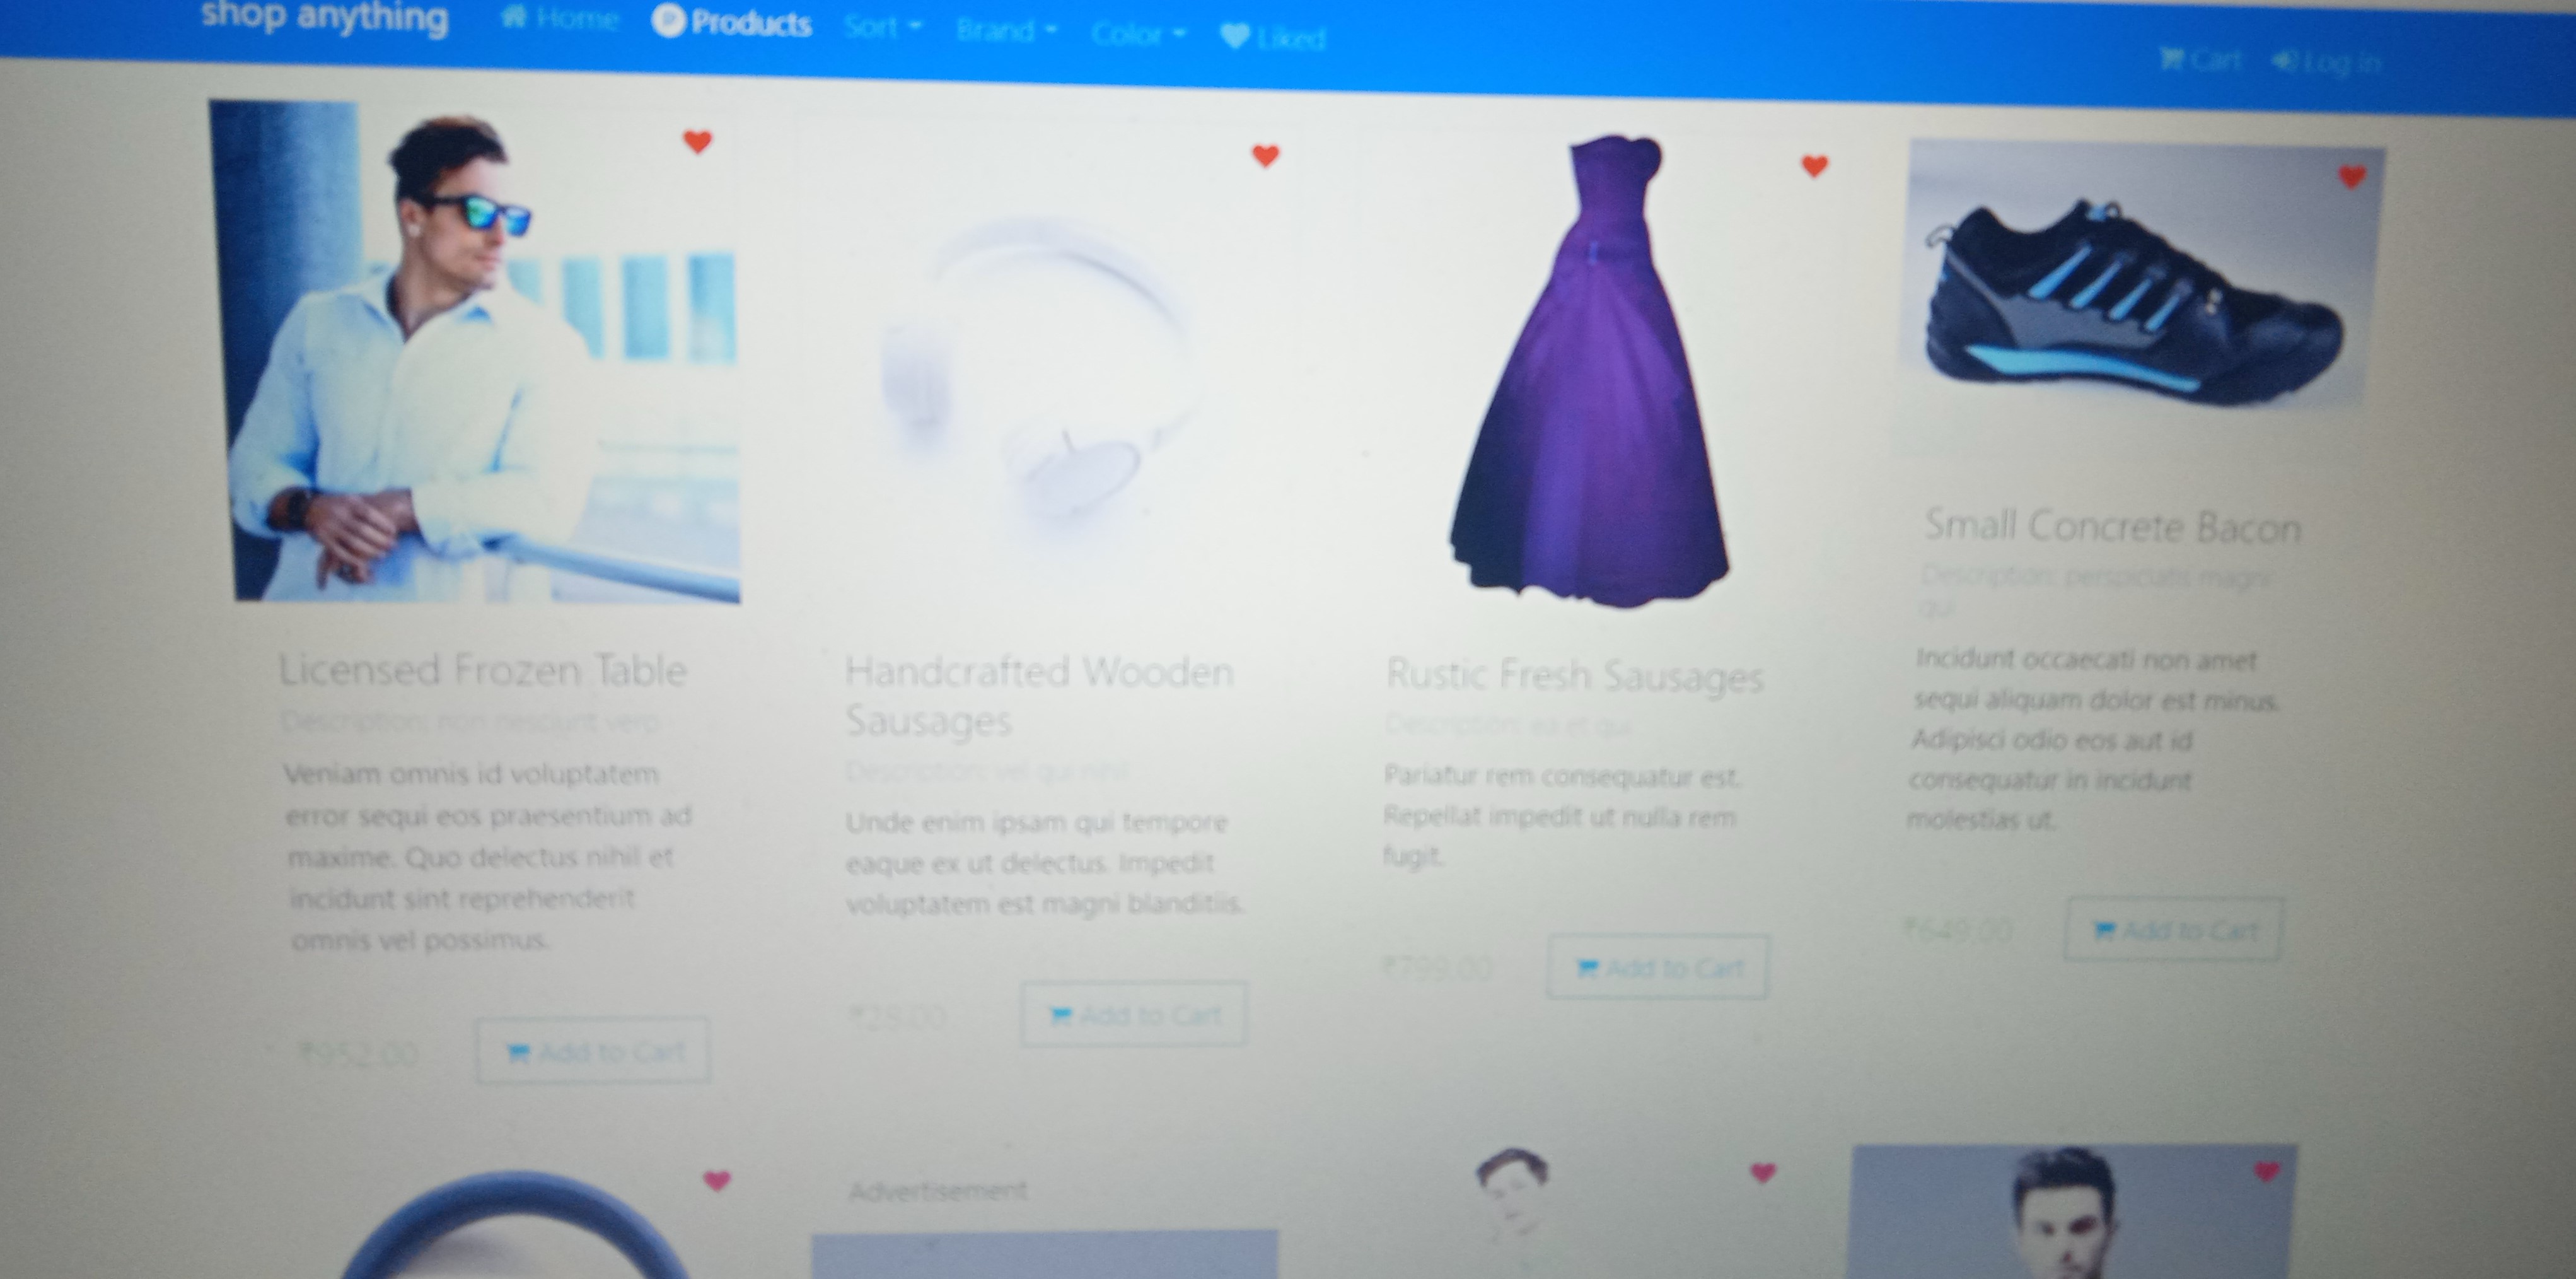 shop anything
Home
Products
Sort
Brand
Color
Liked
Cart
Log in
Licensed Frozen Table
Description: non nesciunt vero
Veniam omnis id voluptatem
error sequi eos praesentium ad
maxime. Quo delectus nihil et
incidunt sint reprehenderit
omnis vel possimus.
₹952.00
Add to Cart
Handcrafted Wooden
Sausages
Description: vel qui nihil
Unde enim ipsam qui tempore
eaque ex ut delectus. Impedit
voluptatem est magni blanditiis.
₹28.00
Add to Cart
Rustic Fresh Sausages
Description: ea et qui
Pariatur rem consequatur est.
Repellat impedit ut nulla rem
fugit.
₹799.00
Add to Cart
Small Concrete Bacon
Description: perspiciatis magni
qui
Incidunt occaecati non amet
sequi aliquam dolor est minus.
Adipisci odio eos aut id
consequatur in incidunt
molestias ut.
₹649.00
Add to Cart
Advertisement